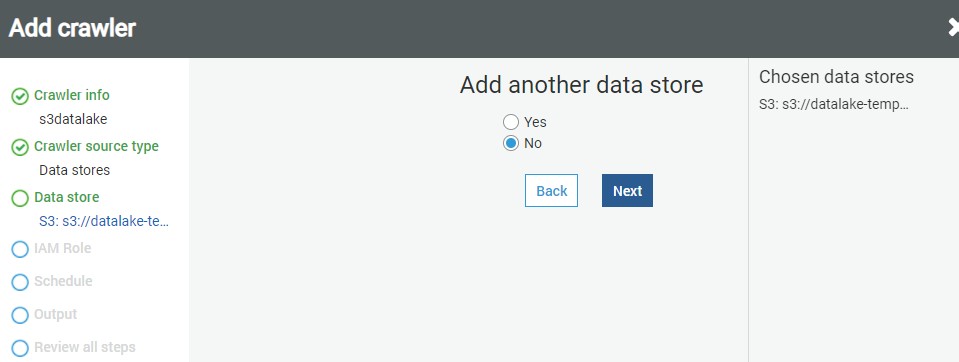 Add crawler
Crawler info
s3datalake
Crawler source type
Data stores
Data store
S3: s3://datalake-te...
IAM Role
Schedule
Output
Review all steps
Add another data store
Yes
No
Back
Next
Chosen data stores
S3: s3://datalake-temp...